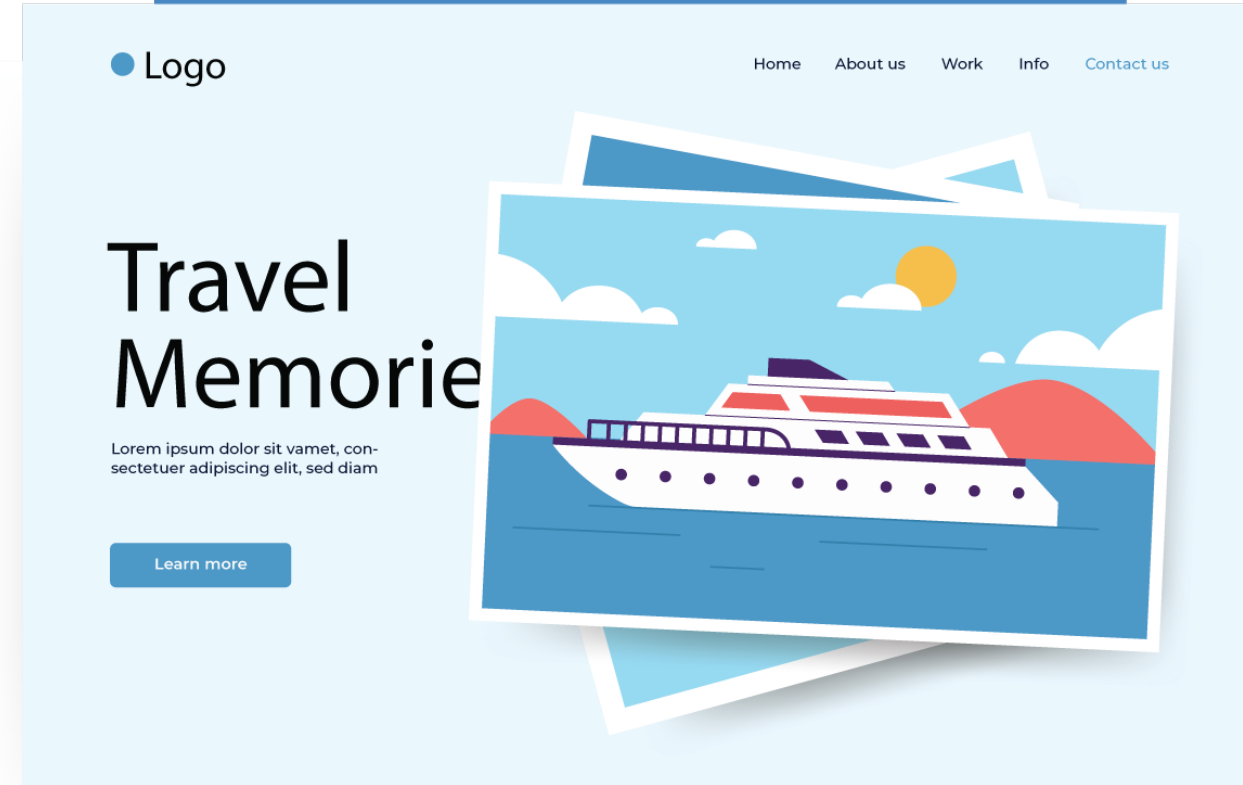 Logo
Home About us Work Info Contact us
Travel
Memorie
Lorem ipsum dolor sit vamet, con-
sectetuer adipiscing elit, sed diam
Learn more